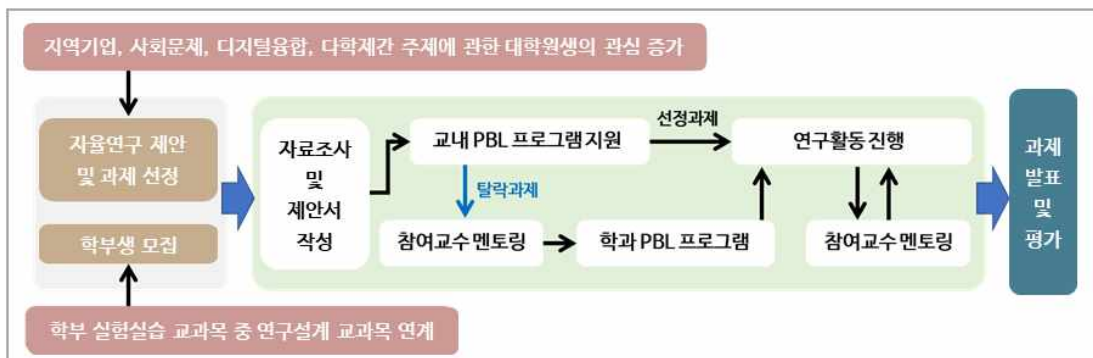 지역기업, 사회문제, 디지털융합, 다학제간 주제에 관한 대학원생의 관심 증가
자율연구 제안
및 과제 선정
학부생 모집
학부 실험실습 교과목 중 연구설계 교과목 연계
자료조사
및
제안서
작성
교내 PBL 프로그램 지원
선정과제
연구활동 진행
탈락과제
참여교수 멘토링
학과 PBL 프로그램
참여교수 멘토링
과제
발표
및
평가